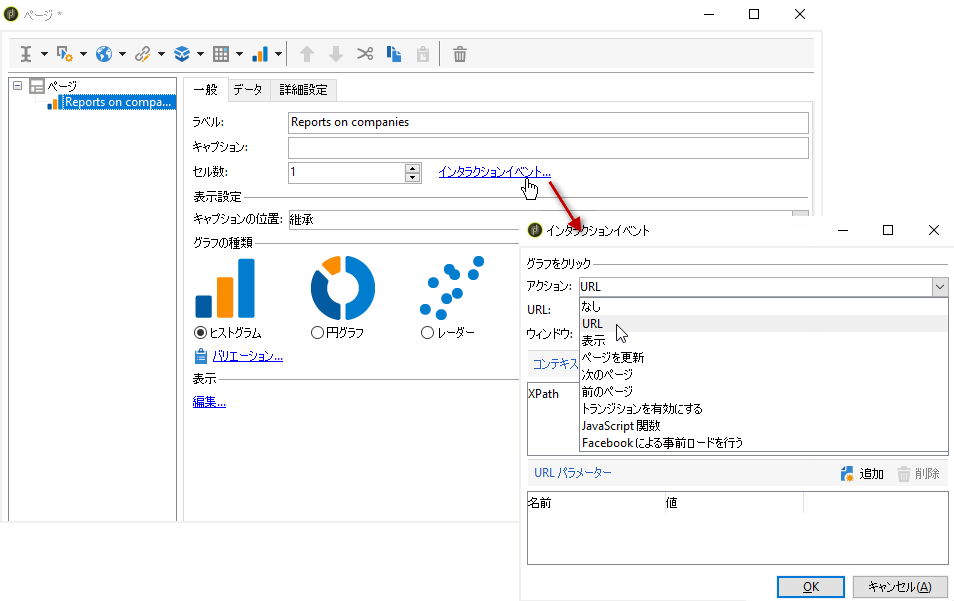 ページ *
ページ
Reports on compa...
一般
データ
詳細設定
ラベル:
Reports on companies
キャプション:
セル数:
1
インタラクションイベント...
表示設定
キャプションの位置:
継承
グラフの種類
ヒストグラム
円グラフ
レーダー
バリエーション...
表示
編集...
インタラクションイベント
グラフをクリック
アクション:
URL
URL:
ウィンドウ:
なし
URL
表示
ページを更新
次のページ
前のページ
トランジションを有効にする
JavaScript 関数
Facebook による事前ロードを行う
コンテキス
XPath
URL パラメーター
追加
削除
名前
値
OK
キャンセル(A)